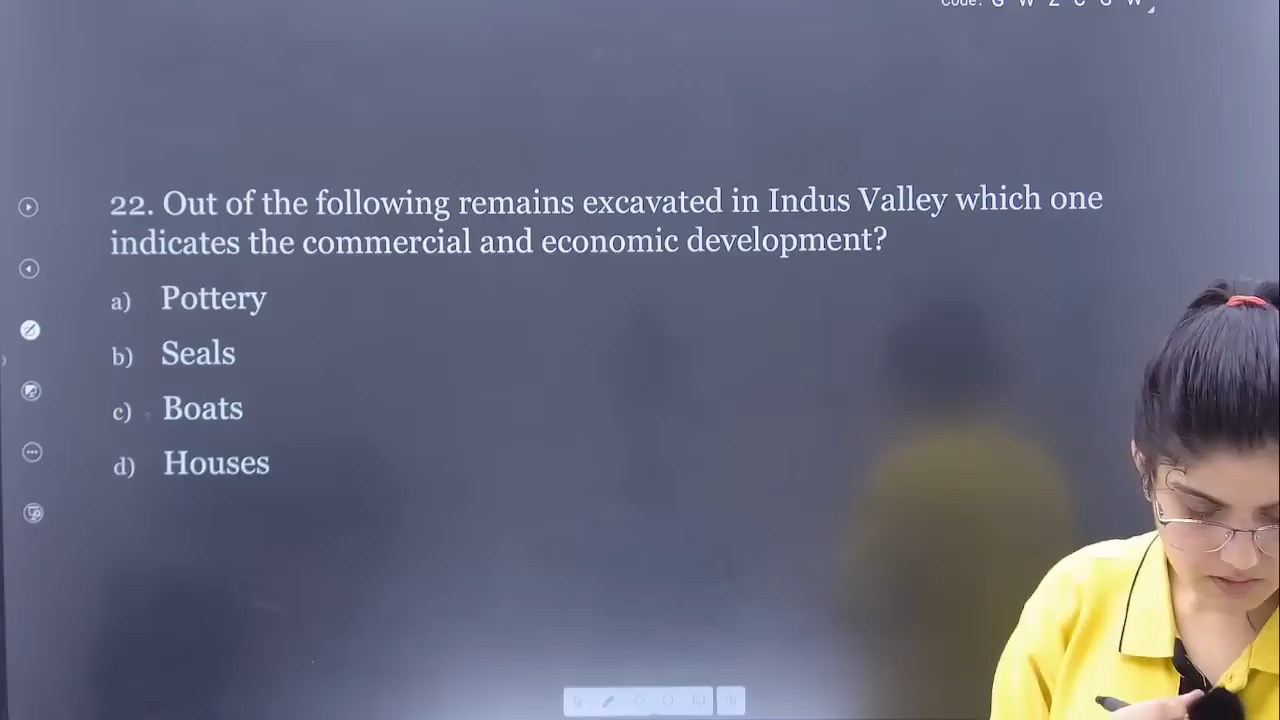 Code: G W Z C G W
22. Out of the following remains excavated in Indus Valley which one
indicates the commercial and economic development?
a) Pottery
b) Seals
c) Boats
d) Houses